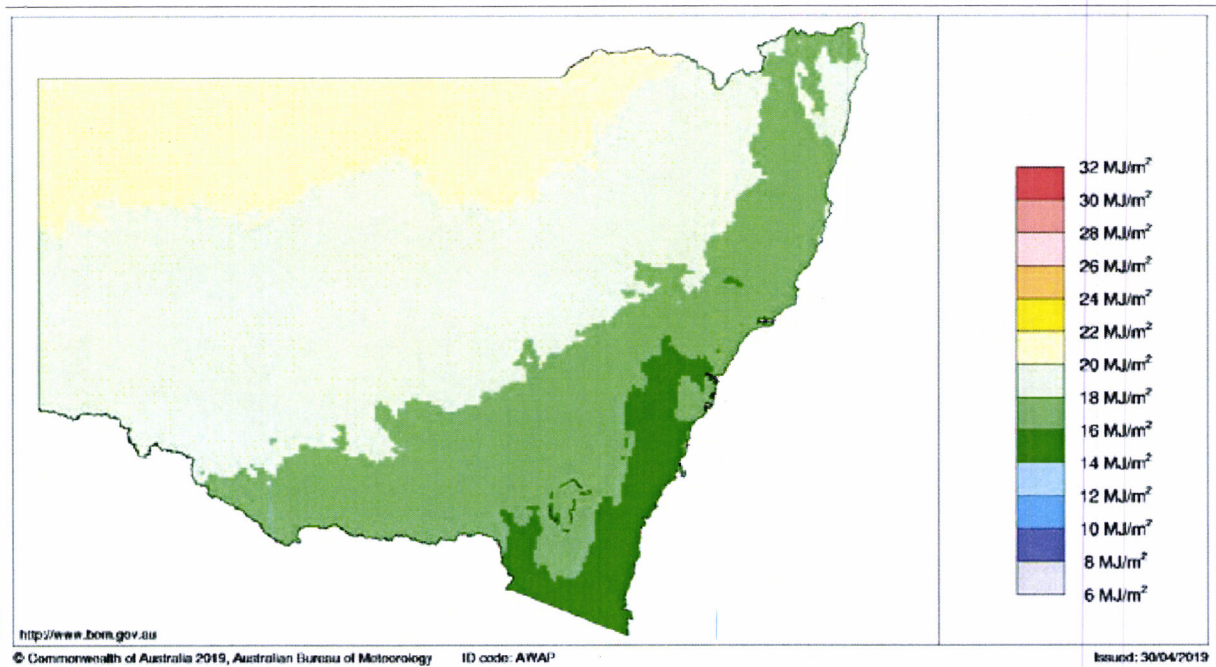 32 MJ/m²
30 MJ/m²
28 MJ/m²
26 MJ/m²
24 MJ/m²
22 MJ/m²
20 MJ/m²
18 MJ/m²
16 MJ/m²
14 MJ/m²
12 MJ/m²
10 MJ/m²
8 MJ/m²
6 MJ/m²
http://www.bom.gov.au
© Commonwealth of Australia 2019, Australian Bureau of Meteorology ID code: AWAP Issued: 30/04/2019